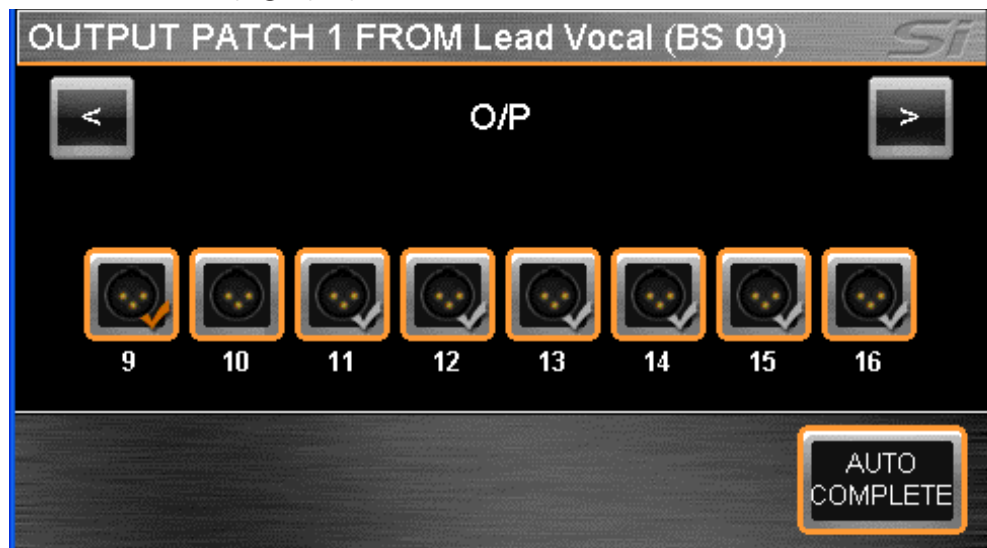 OUTPUT PATCH 1 FROM Lead Vocal (BS 09)
Si
< O/P >
9 10 11 12 13 14 15 16
AUTO
COMPLETE